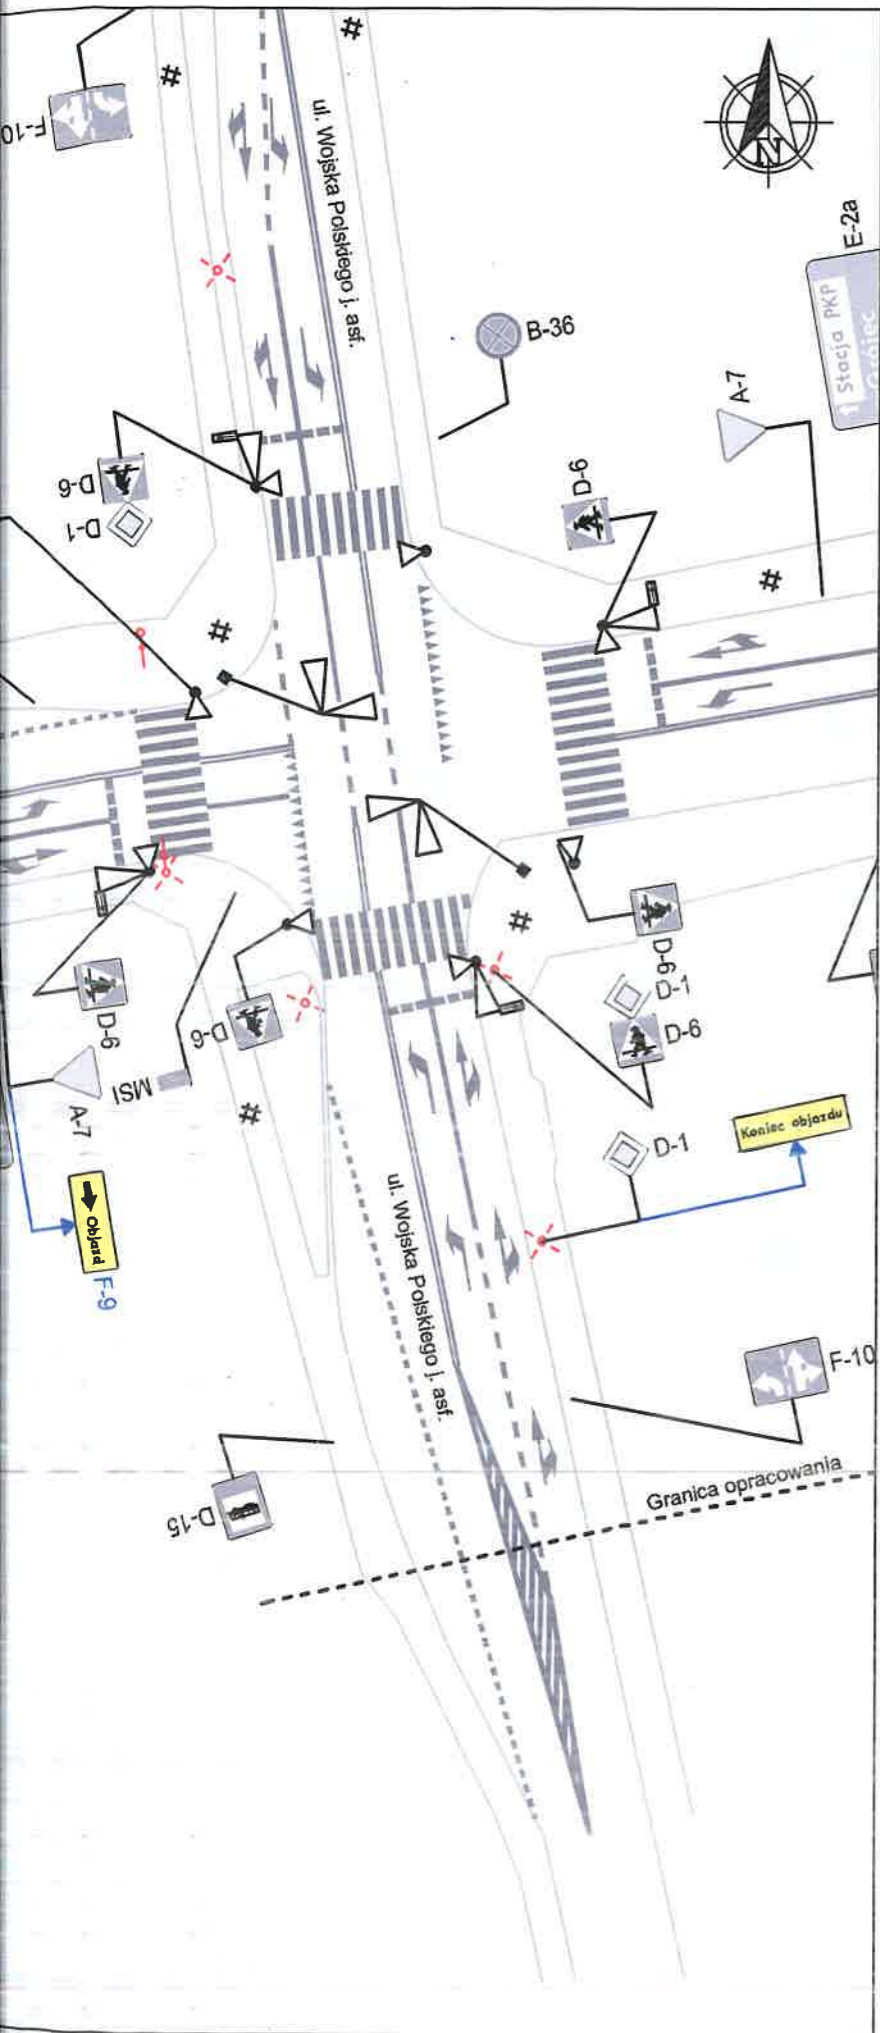 F-10
#
#
ul. Wojska Polskiego j. asf.
N
E-2a
Stacja PKP
B-36
A-7
D-6
D-1
D-6
#
#
#
D-6
D-1
D-6
D-6
D-6
MSI
A-7
#
D-1
Koniec objazdu
Objazd
F-9
ul. Wojska Polskiego j. asf.
F-10
Granica opracowania
D-15